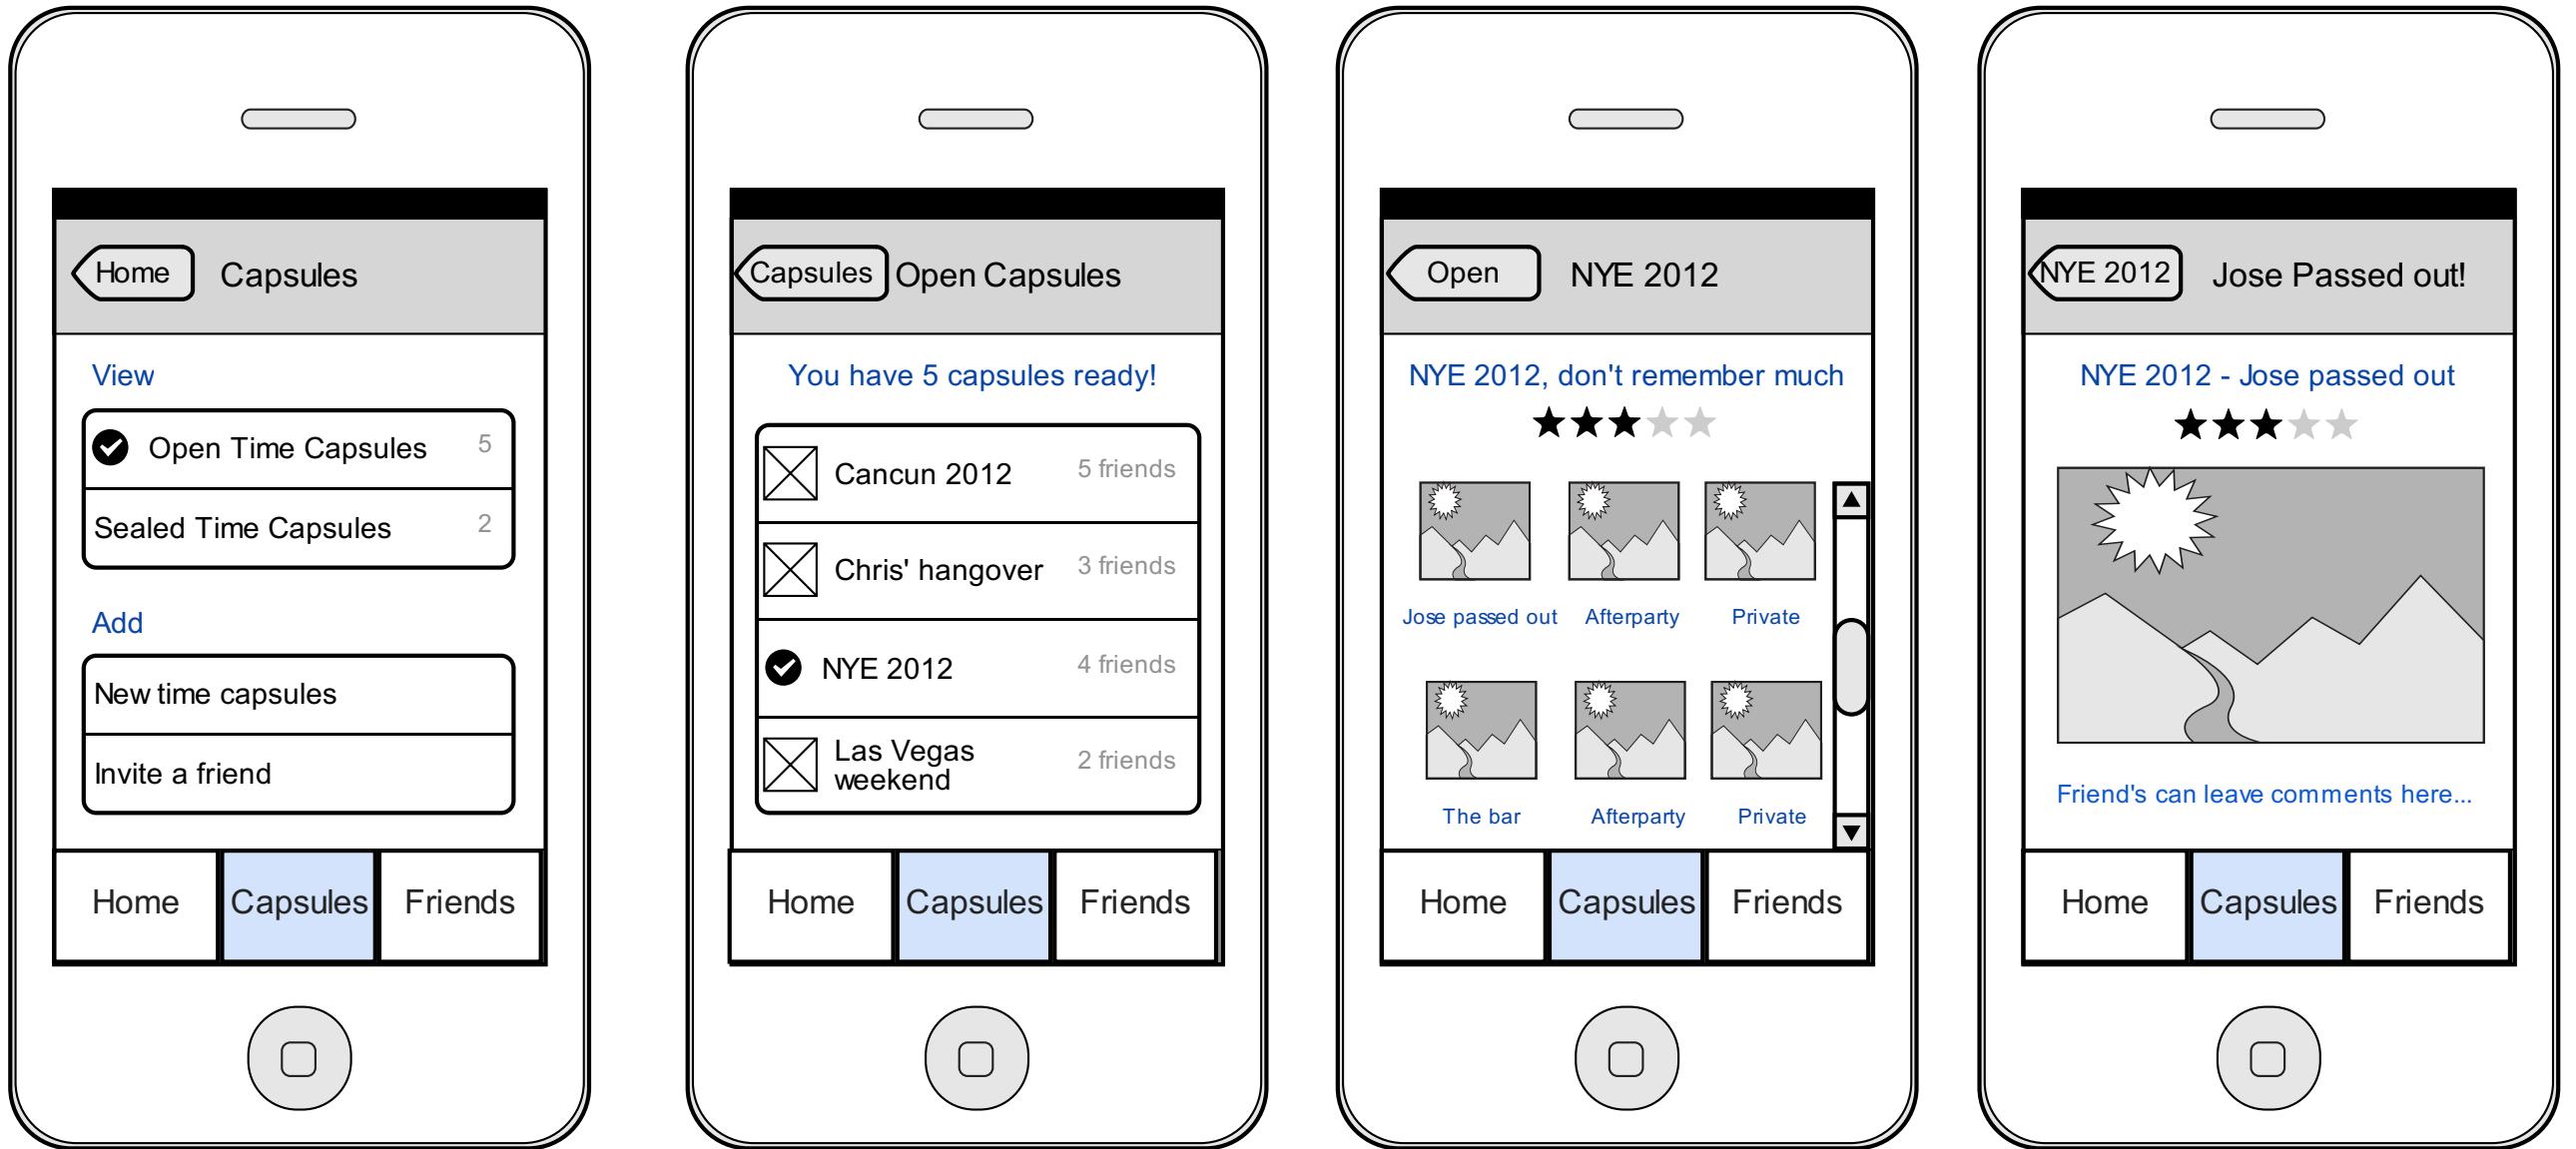 Home
Capsules
View
Open Time Capsules 5
Sealed Time Capsules 2
Add
New time capsules
Invite a friend
Home Capsules Friends
Capsules
Open Capsules
You have 5 capsules ready!
Cancun 2012 5 friends
Chris' hangover 3 friends
NYE 2012 4 friends
Las Vegas
weekend
2 friends
Home Capsules Friends
Open
NYE 2012
NYE 2012, don't remember much
Jose passed out Afterparty Private
The bar Afterparty Private
Home Capsules Friends
NYE 2012
Jose Passed out!
NYE 2012 - Jose passed out
Friend's can leave comments here...
Home Capsules Friends